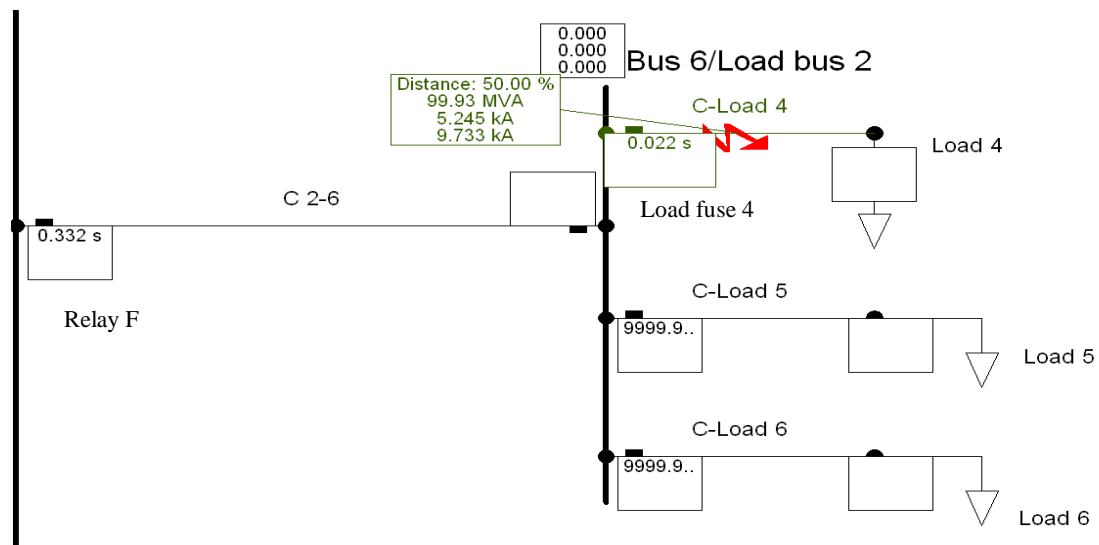 0.000
0.000
0.000
Bus 6/Load bus 2
Distance: 50.00 %
99.93 MVA
5.245 kA
9.733 kA
C-Load 4
0.022 s
Load 4
Load fuse 4
C 2-6
0.332 s
Relay F
C-Load 5
9999.9..
Load 5
C-Load 6
9999.9..
Load 6